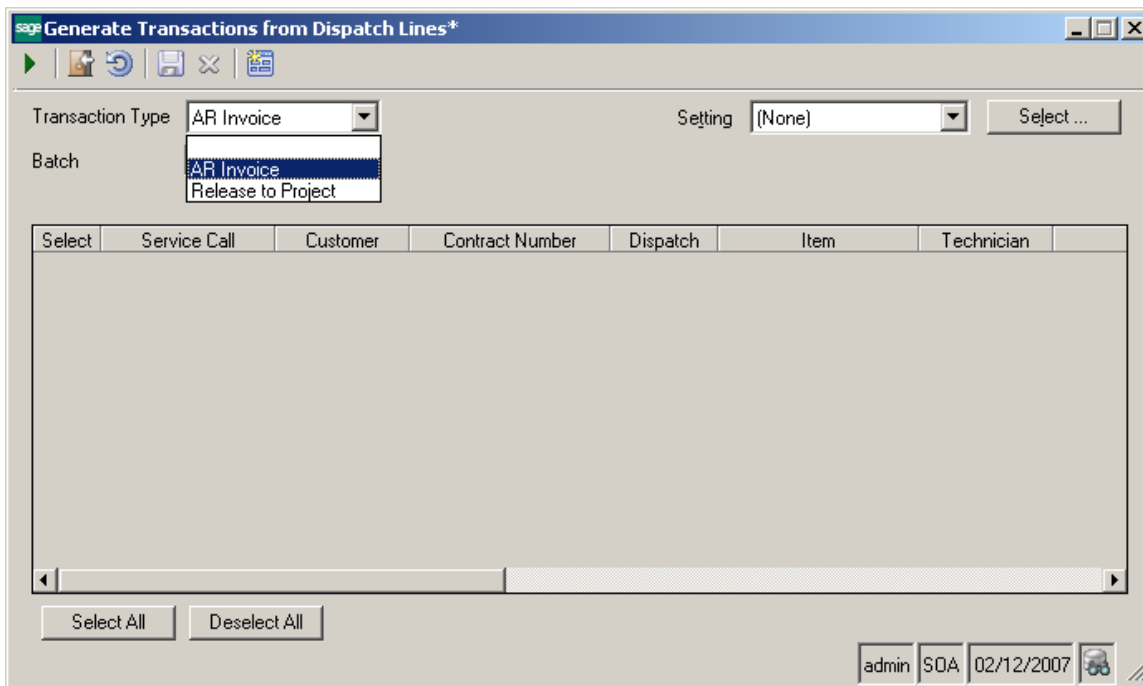 sage Generate Transactions from Dispatch Lines*
Transaction Type AR Invoice Setting (None) Select ...
Batch
AR Invoice
Release to Project
Select Service Call Customer Contract Number Dispatch Item Technician
Select All Deselect All
admin SOA 02/12/2007